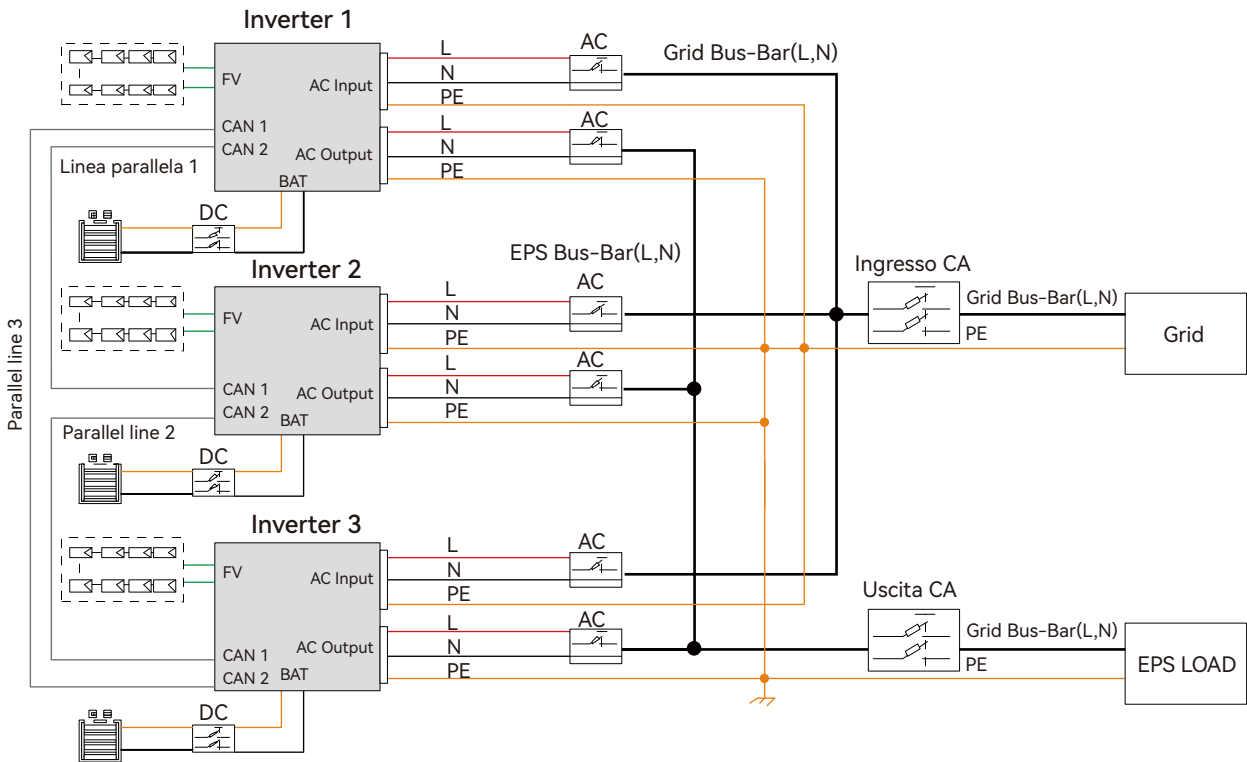 Inverter 1
L
AC
Grid Bus-Bar(L,N)
FV
AC Input
N
PE
CAN 1
L
AC
CAN 2
AC Output
N
Linea parallela 1
PE
BAT
DC
EPS Bus-Bar(L,N)
Inverter 2
L
AC
Ingresso CA
FV
AC Input
N
Grid Bus-Bar(L,N)
PE
PE
Grid
Parallel line 3
L
AC
CAN 1
AC Output
N
CAN 2
BAT
PE
Parallel line 2
DC
Inverter 3
L
AC
FV
AC Input
N
PE
Uscita CA
L
AC
Grid Bus-Bar(L,N)
CAN 1
AC Output
N
CAN 2
BAT
PE
PE
EPS LOAD
DC